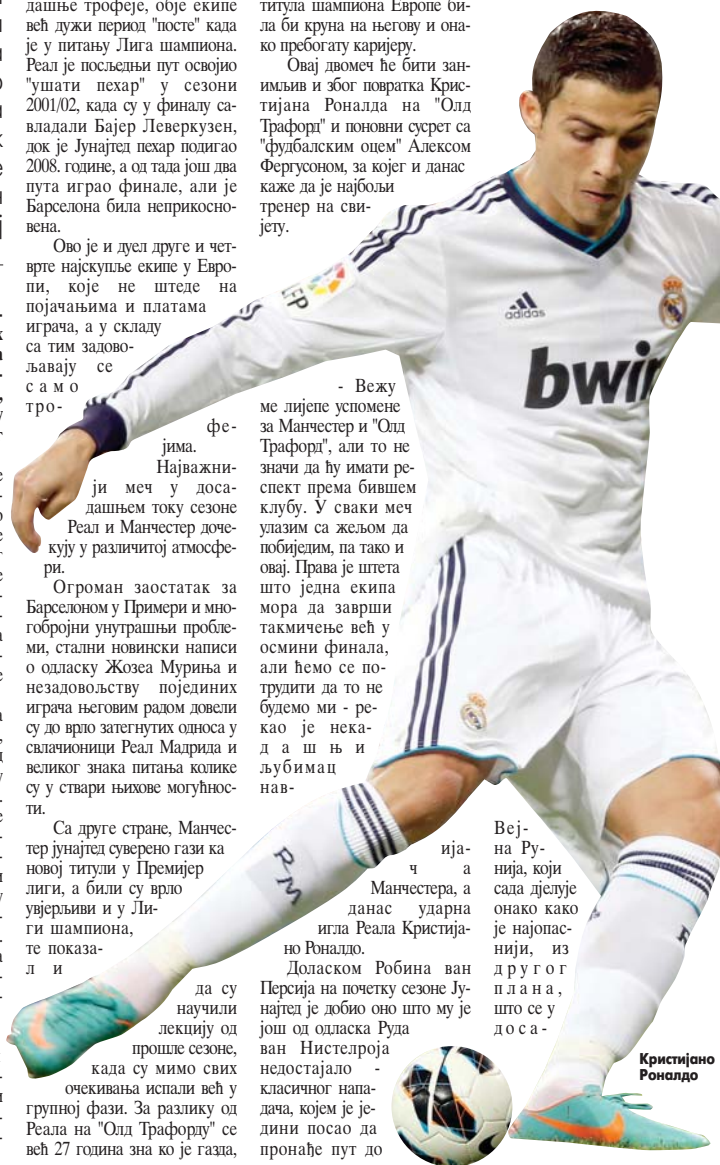 дашње трофеје, обје екипе
већ дужи период "посте" када
је у питању Лига шампиона.
Реал је посљедњи пут освојио
"ушати пехар" у сезони
2001/02, када су у финалу са-
владали Бајер Леверкузен,
док је Јунајтед пехар подигао
2008. године, а од тада још два
пута играо финале, али је
Барселона била неприкосно-
вена.
Ово је и дуел друге и чет-
врте најскупље екипе у Евро-
пи, које не штеде на
појачањима и платама
играча, а у складу
са тим задово-
љавају се
само
тро-
фе-
јима.
Најважни-
ји меч у доса-
дашњем току сезоне
Реал и Манчестер доче-
кују у различитој атмосфе-
ри.
Огроман заостатак за
Барселоном у Примери и мно-
гобројни унутрашњи пробле-
ми, стални новински написи
о одласку Жозеа Муриња и
незадовољству појединих
играча његовим радом довели
су до врло затегнутих односа у
свлачионици Реал Мадрида и
великог знака питања колике
су у ствари њихове могућнос-
ти.
Са друге стране, Манчес-
тер јунајтед суверено гази ка
новој титули у Премијер
лиги, а били су врло
увјерљиви и у Ли-
ги шампиона,
те показа-
ли
да су
научили
лекцију од
прошле сезоне,
када су мимо свих
очекивања испали већ у
групној фази. За разлику од
Реала на "Олд Трафорду" се
већ 27 година зна ко је газда,
титула шампиона Европе би-
ла би круна на његову и она-
ко пребогату каријеру.
Овај двомеч ће бити зан-
имљив и због повратка Крис-
тијана Роналда на "Олд
Трафорд" и поновни сусрет са
"фудбалским оцем" Алексом
Фергусоном, за којег и данас
каже да је најбољи
тренер на сви-
јету.
- Вежу
ме лијепе успомене
за Манчестер и "Олд
Трафорд", али то не
значи да ћу имати ре-
спект према бившем
клубу. У сваки меч
улазим са жељом да
побиједим, па тако и
овај. Права је штета
што једна екипа
мора да заврши
такмичење већ у
осмини финала,
али ћемо се по-
трудити да то не
будемо ми - ре-
као је нека-
дашњи
љубимац
нав-
ија-
ча
Манчестера, а
данас ударна
игла Реала Кристија-
но Роналдо.
Доласком Робина ван
Персија на почетку сезоне Ју-
најтед је добио оно што му је
још од одласка Руда
ван Нистелроја
недостајало -
класичног напа-
дача, којем је је-
дини посао да
пронађе пут до
Веј-
на Ру-
нија, који
сада дјелује
онако како
је најопас-
нији, из
другог
плана,
што се у
доса-
LFP
adidas
bwin
RM
Кристијано
Роналдо